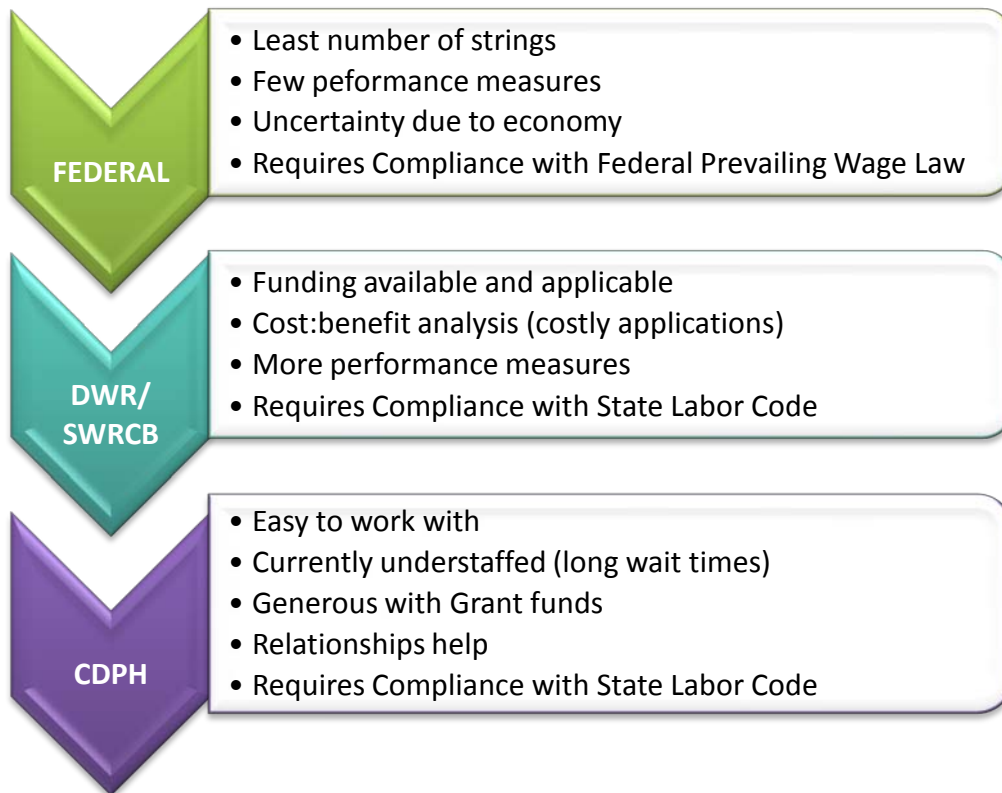 FEDERAL
• Least number of strings
• Few peformance measures
• Uncertainty due to economy
• Requires Compliance with Federal Prevailing Wage Law
DWR/
SWRCB
• Funding available and applicable
• Cost:benefit analysis (costly applications)
• More performance measures
• Requires Compliance with State Labor Code
CDPH
• Easy to work with
• Currently understaffed (long wait times)
• Generous with Grant funds
• Relationships help
• Requires Compliance with State Labor Code